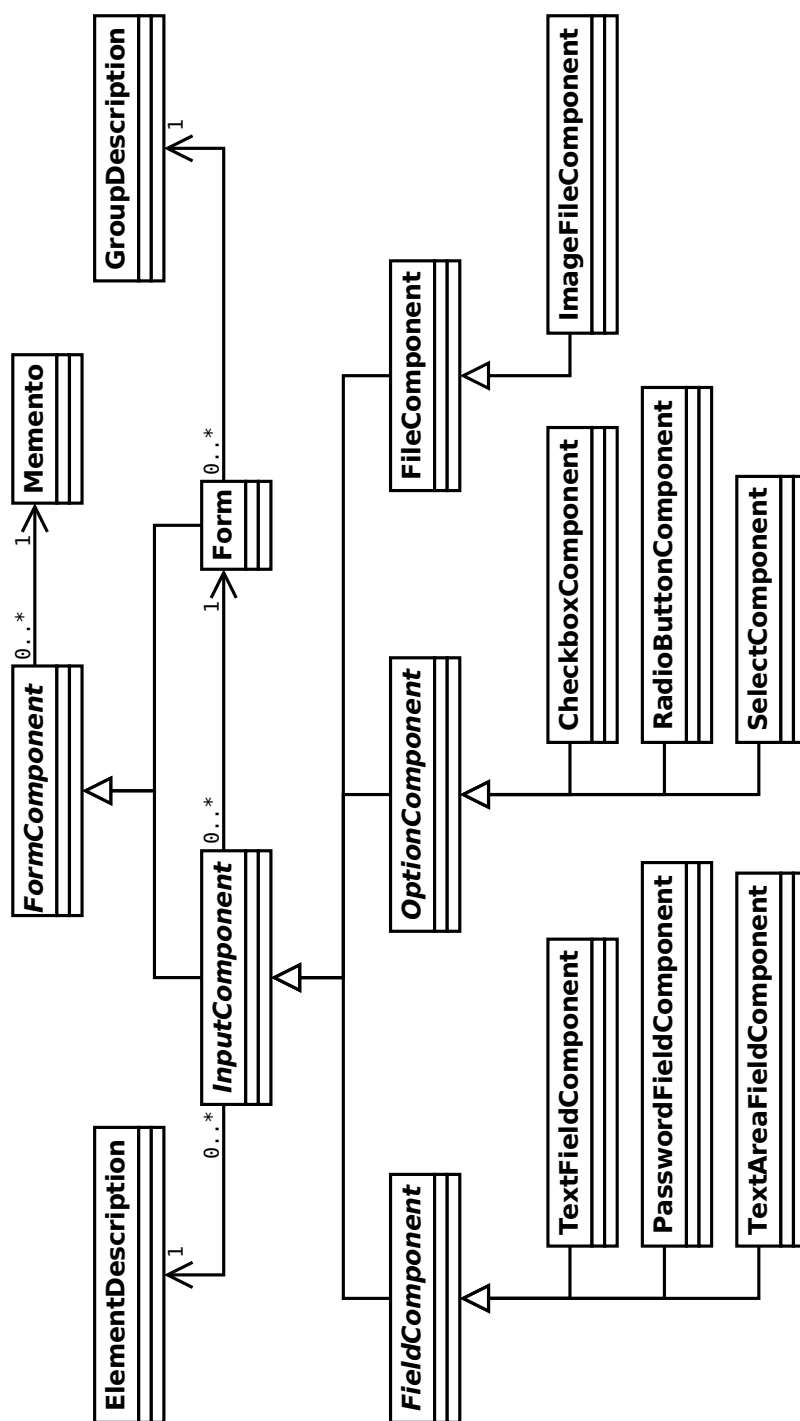 FormComponent
0..*
1
Memento
ElementDescription
1
GroupDescription
1
0..*
InputComponent
0..*
1
Form
0..*
FieldComponent
OptionComponent
FileComponent
TextFieldComponent
CheckboxComponent
ImageFileComponent
PasswordFieldComponent
RadioButtonComponent
TextAreaFieldComponent
SelectComponent